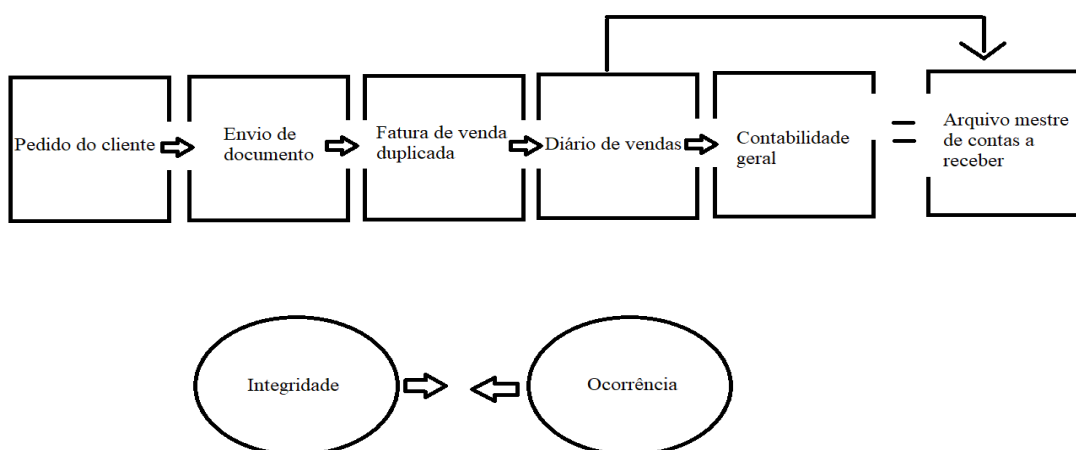 Pedido do cliente
Envio de
documento
Fatura de venda
duplicada
Diário de vendas
Contabilidade
geral
Arquivo mestre
de contas a
receber
Integridade
Ocorrência